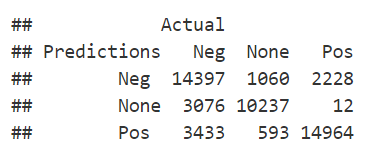 ##             Actual
## Predictions   Neg  None   Pos
##        Neg  14397  1060  2228
##        None  3076 10237    12
##        Pos   3433   593 14964